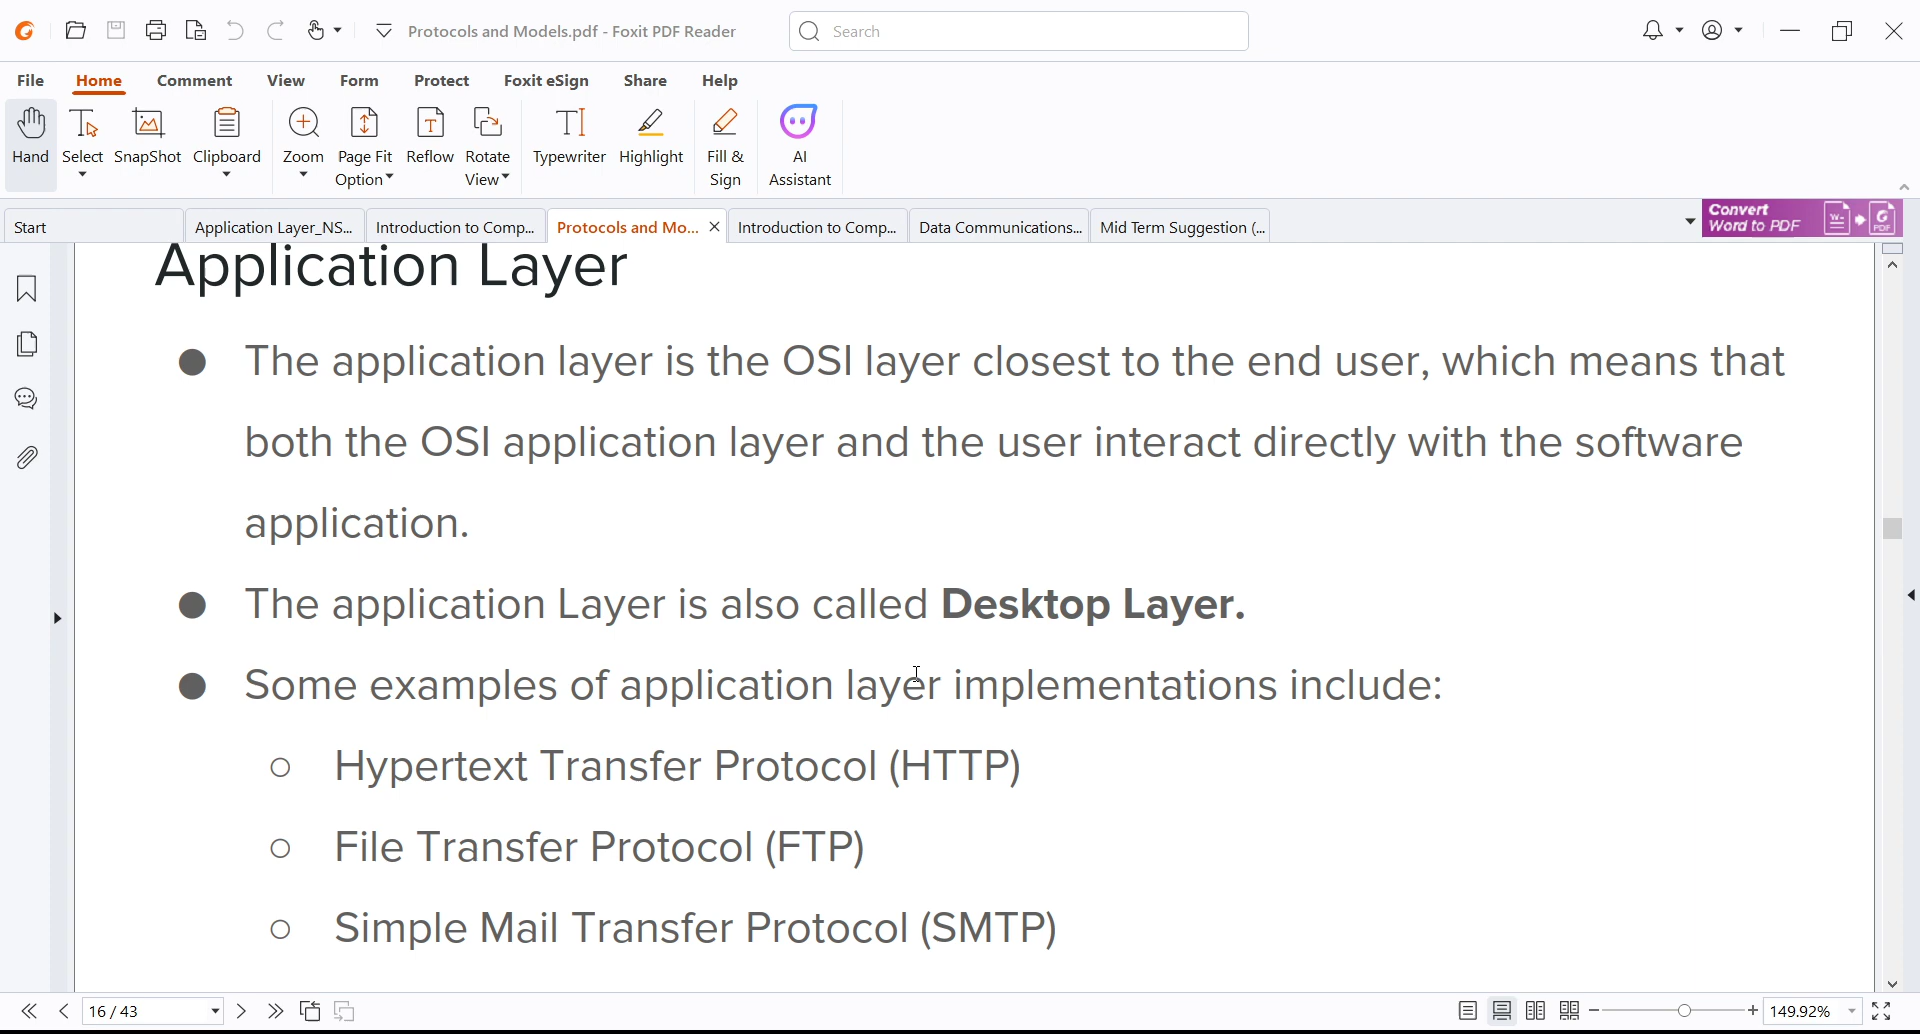 Protocols and Models.pdf - Foxit PDF Reader
Search
File Home Comment View Form Protect Foxit eSign Share Help
Hand Select SnapShot Clipboard Zoom Page Fit Option Reflow Rotate View Typewriter Highlight Fill & Sign AI Assistant
Start Application Layer_NS... Introduction to Comp... Protocols and Mo... Introduction to Comp... Data Communications... Mid Term Suggestion (...
Convert
Word to PDF
Application Layer
The application layer is the OSI layer closest to the end user, which means that
both the OSI application layer and the user interact directly with the software
application.
The application Layer is also called Desktop Layer.
Some examples of application layer implementations include:
Hypertext Transfer Protocol (HTTP)
File Transfer Protocol (FTP)
Simple Mail Transfer Protocol (SMTP)
16 / 43
149.92%